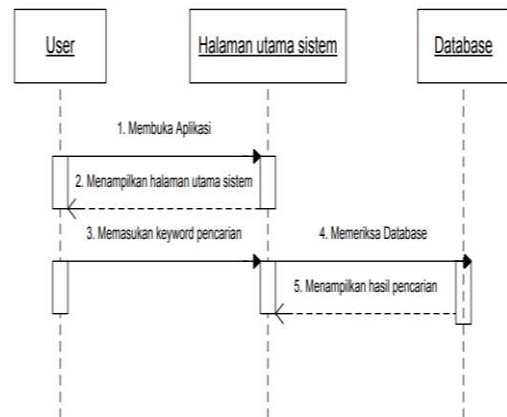 User
Halaman utama sistem
Database
1. Membuka Aplikasi
2. Menampilkan halaman utama sistem
3. Memasukan keyword pencarian
4. Memeriksa Database
5. Menampilkan hasil pencarian